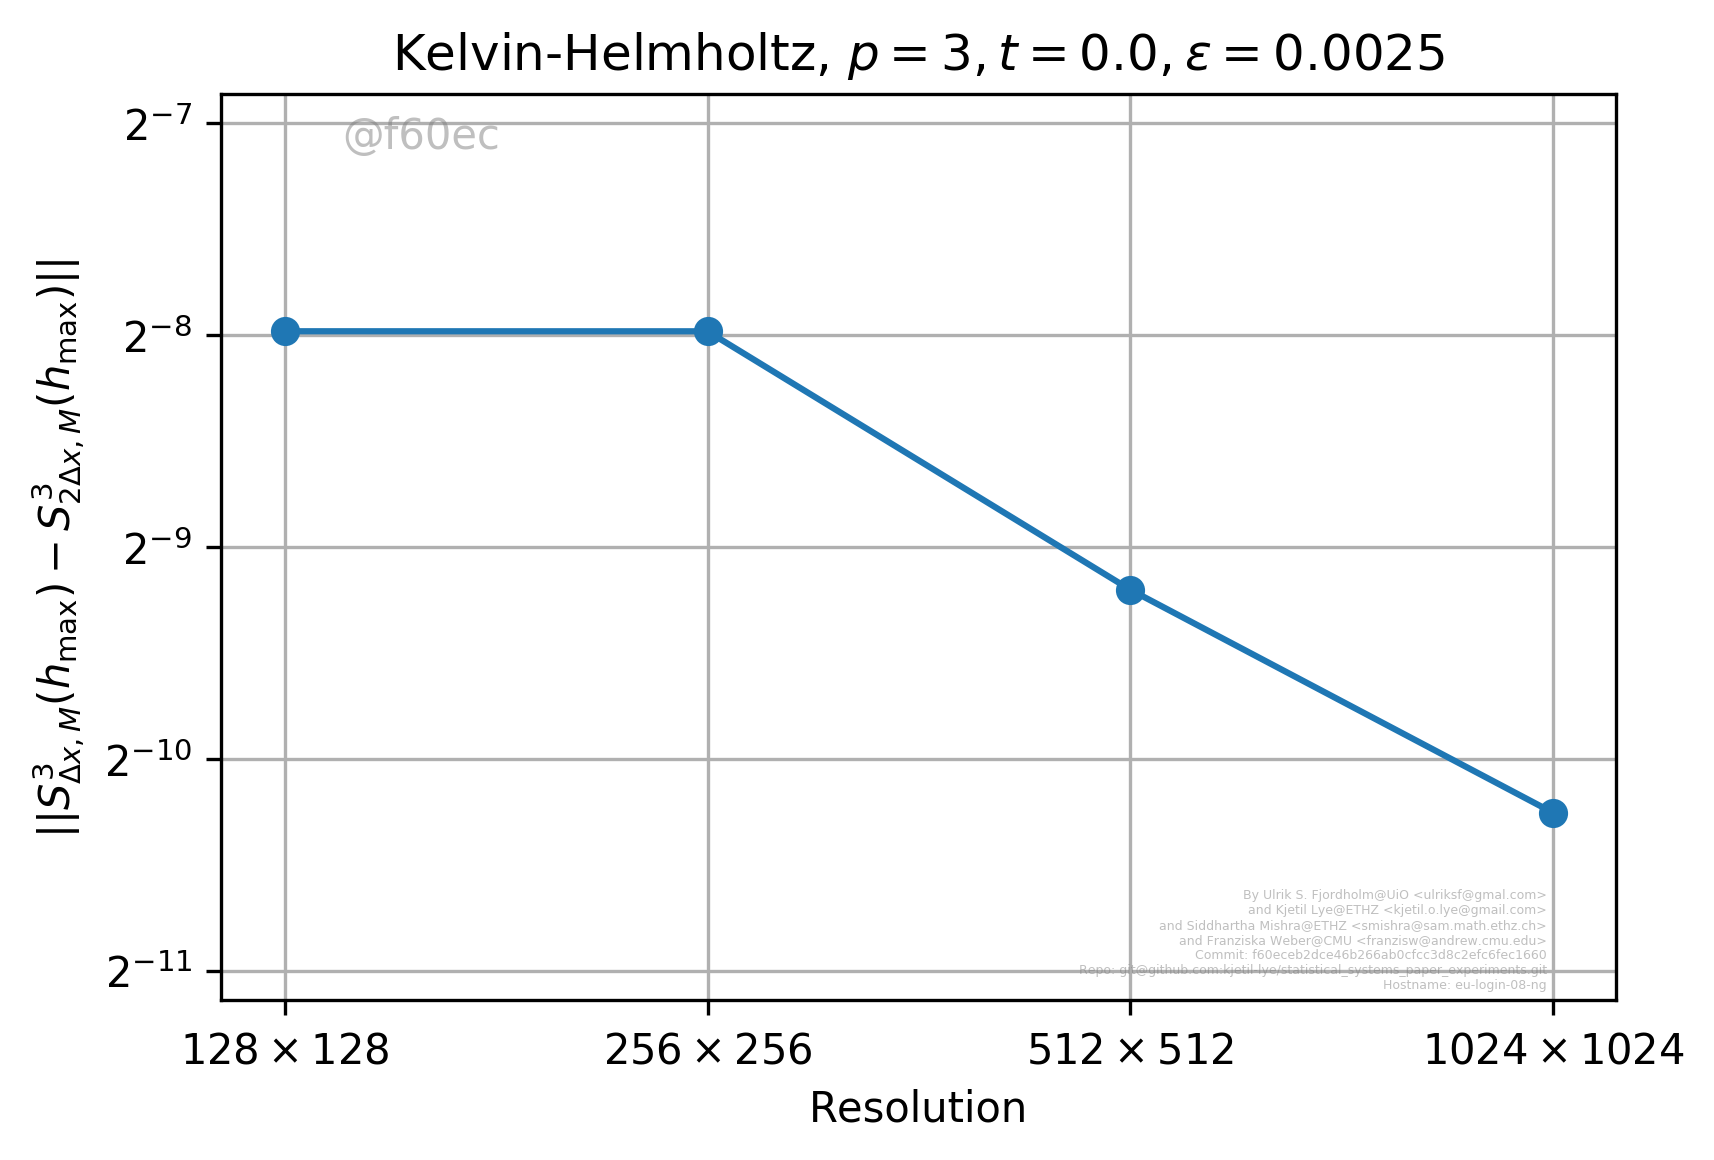 Kelvin-Helmholtz, p = 3, t = 0.0, ε = 0.0025
@f60ec
2⁻⁷
2⁻⁸
2⁻⁹
2⁻¹⁰
2⁻¹¹
||S³_{Δx, M}(h_max) − S³_{2Δx, M}(h_max)||
By Ulrik S. Fjordholm@UiO <ulriksf@gmal.com>
and Kjetil Lye@ETHZ <kjetil.o.lye@gmail.com>
and Siddhartha Mishra@ETHZ <smishra@sam.math.ethz.ch>
and Franziska Weber@CMU <franzisw@andrew.cmu.edu>
Commit: f60eceb2dce46b266ab0cfcc3d8c2efc6fec1660
Repo: git@github.com:kjetil-lye/statistical_systems_paper_experiments.git
Hostname: eu-login-08-ng
128 × 128 256 × 256 512 × 512 1024 × 1024
Resolution